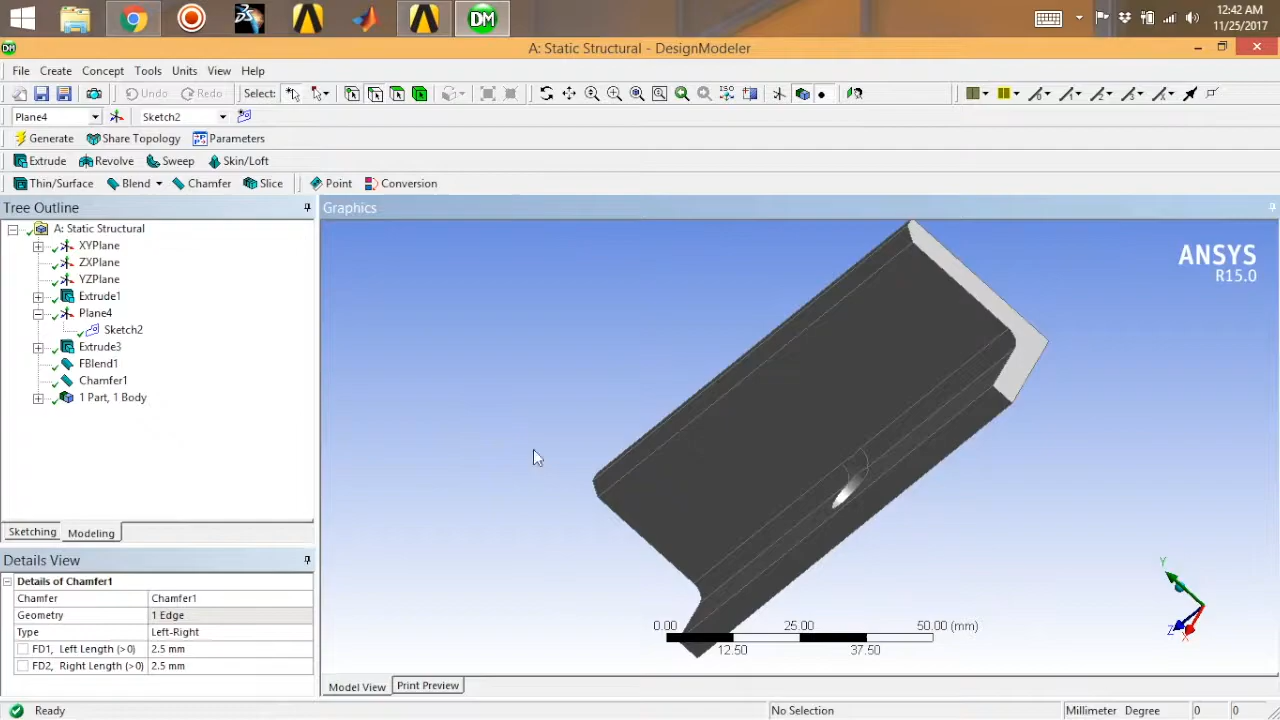 DM
12:42 AM
11/25/2017
DM
A: Static Structural - DesignModeler
File Create Concept Tools Units View Help
Undo Redo Select:
Plane4 Sketch2
Generate Share Topology Parameters
Extrude Revolve Sweep Skin/Loft
Thin/Surface Blend Chamfer Slice Point Conversion
Tree Outline
A: Static Structural
XYPlane
ZXPlane
YZPlane
Extrude1
Plane4
Sketch2
Extrude3
FBlend1
Chamfer1
1 Part, 1 Body
Sketching Modeling
Details View
Details of Chamfer1
Chamfer Chamfer1
Geometry 1 Edge
Type Left-Right
FD1, Left Length (>0) 2.5 mm
FD2, Right Length (>0) 2.5 mm
Graphics
ANSYS
R15.0
Y
Z
X
0.00 25.00 50.00 (mm)
12.50 37.50
Model View Print Preview
Ready No Selection Millimeter Degree 0 0